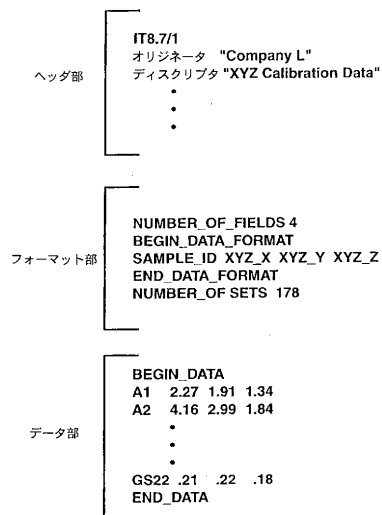 IT8.7/1
オリジネータ "Company L"
ヘッダ部
ディスクリプタ "XYZ Calibration Data"
NUMBER_OF_FIELDS 4
BEGIN_DATA_FORMAT
フォーマット部
SAMPLE_ID XYZ_X XYZ_Y XYZ_Z
END_DATA_FORMAT
NUMBER_OF SETS 178
BEGIN_DATA
A1 2.27 1.91 1.34
A2 4.16 2.99 1.84
データ部
GS22 .21 .22 .18
END_DATA